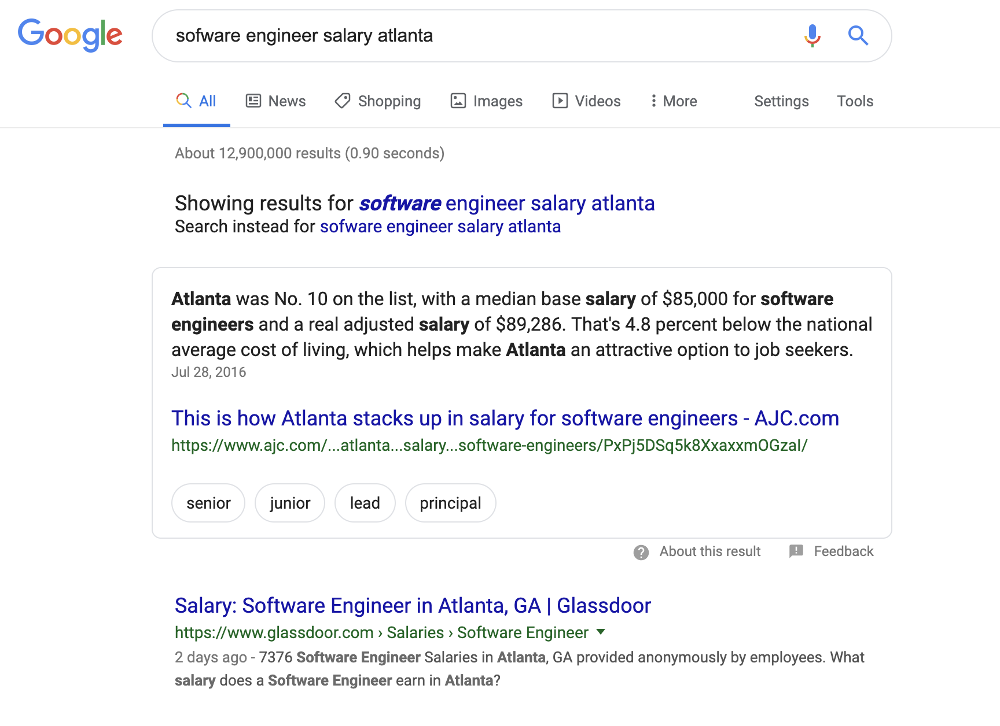 Google
sofware engineer salary atlanta
All News Shopping Images Videos More Settings Tools
About 12,900,000 results (0.90 seconds)
Showing results for software engineer salary atlanta
Search instead for sofware engineer salary atlanta
Atlanta was No. 10 on the list, with a median base salary of $85,000 for software
engineers and a real adjusted salary of $89,286. That's 4.8 percent below the national
average cost of living, which helps make Atlanta an attractive option to job seekers.
Jul 28, 2016
This is how Atlanta stacks up in salary for software engineers - AJC.com
https://www.ajc.com/...atlanta...salary...software-engineers/PxPj5DSq5k8XxaxxmOGzaI/
senior junior lead principal
About this result Feedback
Salary: Software Engineer in Atlanta, GA | Glassdoor
https://www.glassdoor.com › Salaries › Software Engineer
2 days ago - 7376 Software Engineer Salaries in Atlanta, GA provided anonymously by employees. What
salary does a Software Engineer earn in Atlanta?